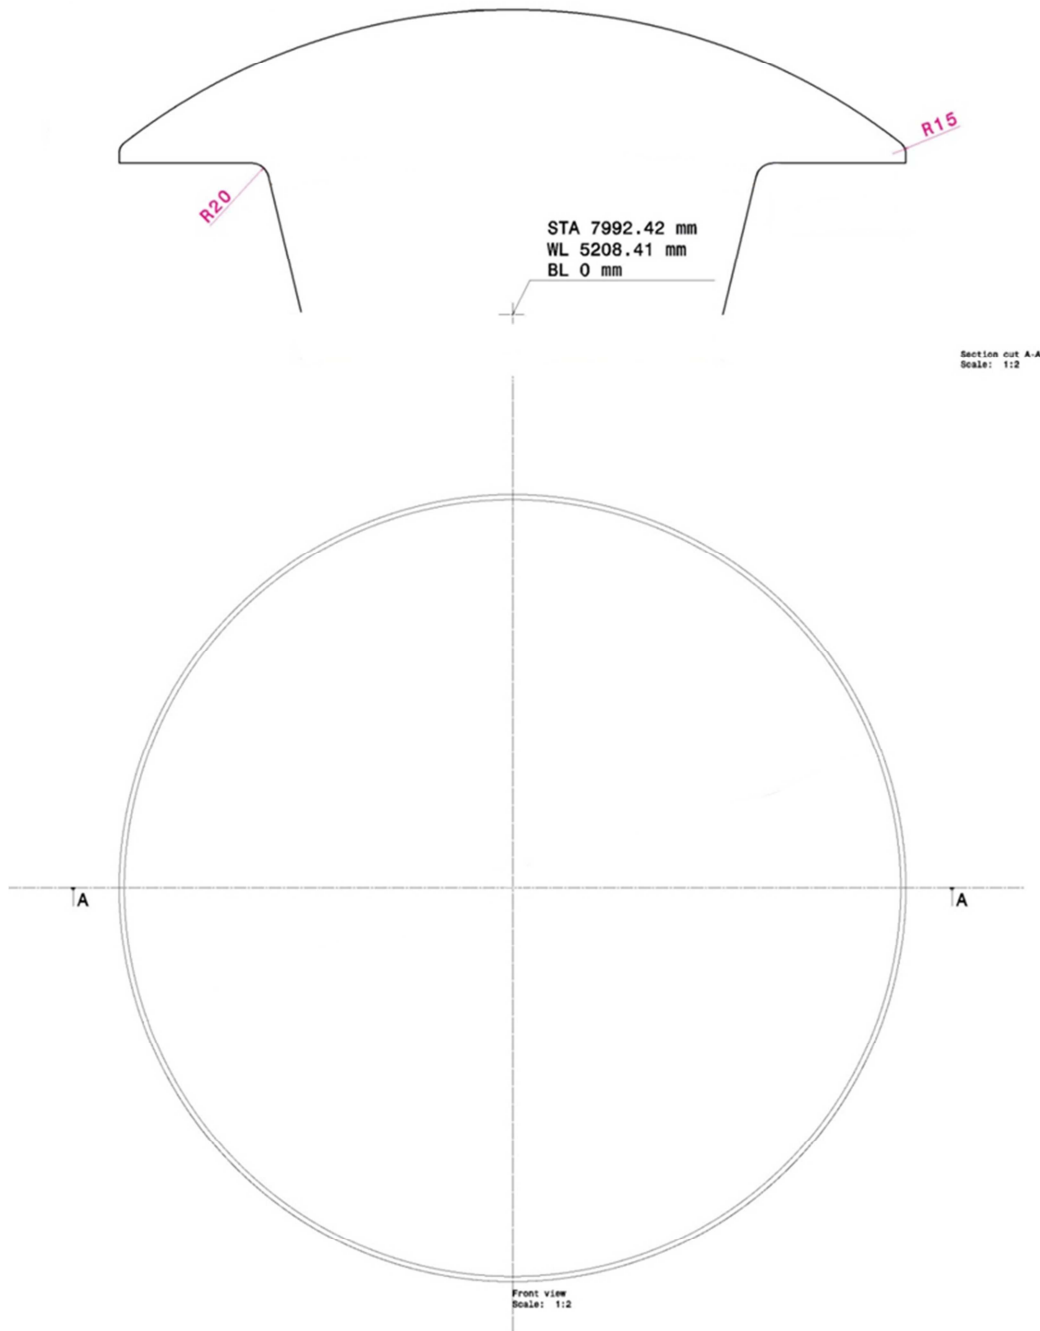 R15
R20
STA 7992.42 mm
WL 5208.41 mm
BL 0 mm
Section cut A-A
Scale: 1:2
A
A
Front view
Scale: 1:2